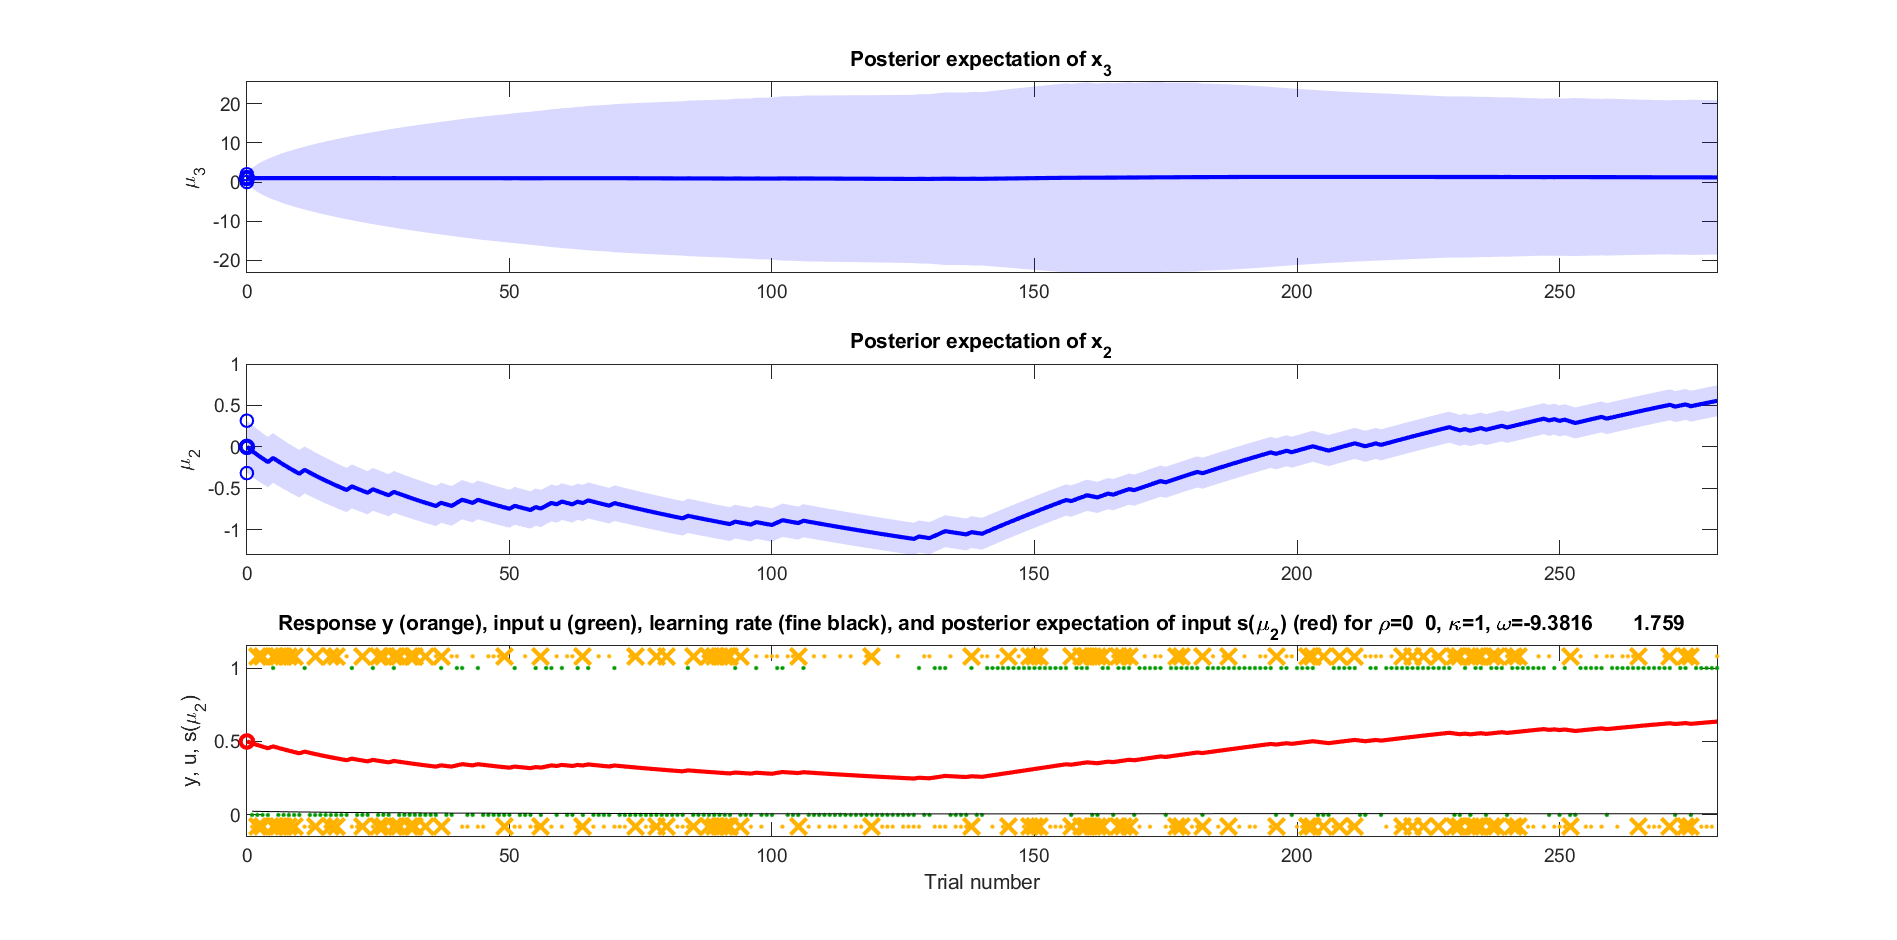 Posterior expectation of x₃
20
10
0
-10
-20
μ₃
0 50 100 150 200 250
Posterior expectation of x₂
1
0.5
0
-0.5
-1
μ₂
0 50 100 150 200 250
Response y (orange), input u (green), learning rate (fine black), and posterior expectation of input s(μ₂) (red) for ρ=0 0, κ=1, ω=-9.3816 1.759
1
0.5
0
y, u, s(μ₂)
0 50 100 150 200 250
Trial number